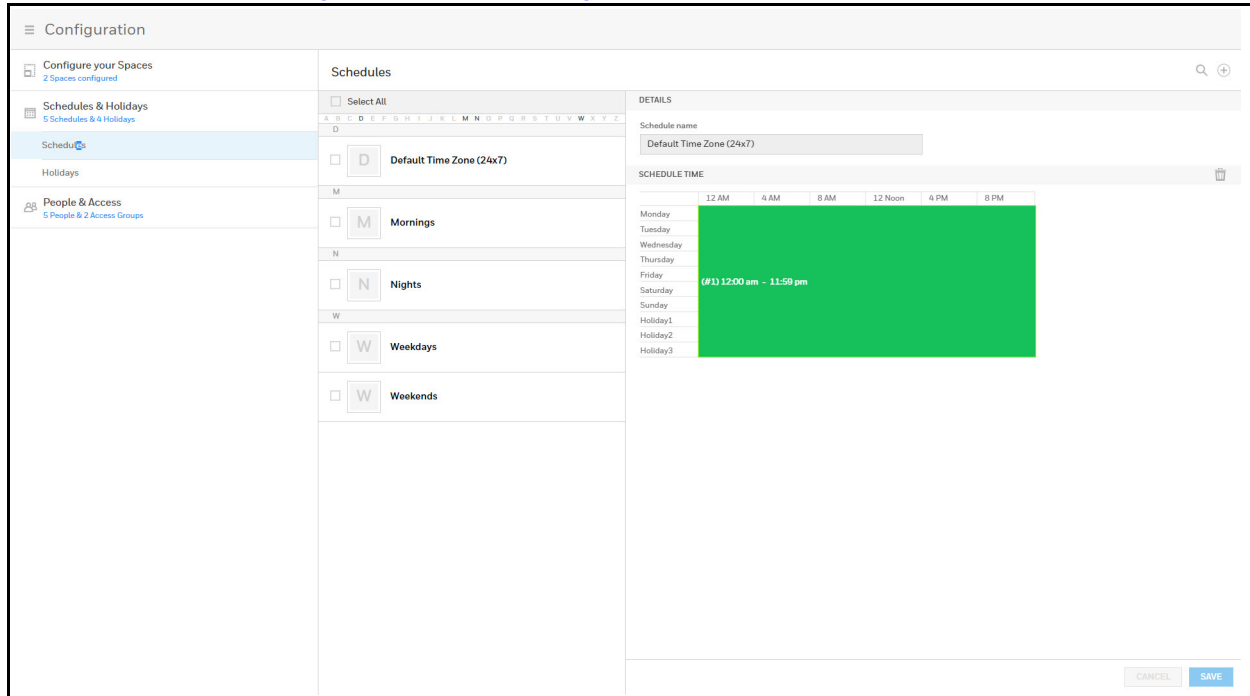 Configuration
Configure your Spaces
2 Spaces configured
Schedules & Holidays
5 Schedules & 4 Holidays
Schedules
Holidays
People & Access
5 People & 2 Access Groups
Schedules
Select All
A B C D E F G H I J K L M N O P Q R S T U V W X Y Z
D
D Default Time Zone (24x7)
M
M Mornings
N
N Nights
W
W Weekdays
W Weekends
DETAILS
Schedule name
Default Time Zone (24x7)
SCHEDULE TIME
12 AM 4 AM 8 AM 12 Noon 4 PM 8 PM
Monday
Tuesday
Wednesday
Thursday
Friday
(#1) 12:00 am - 11:59 pm
Saturday
Sunday
Holiday1
Holiday2
Holiday3
CANCEL SAVE